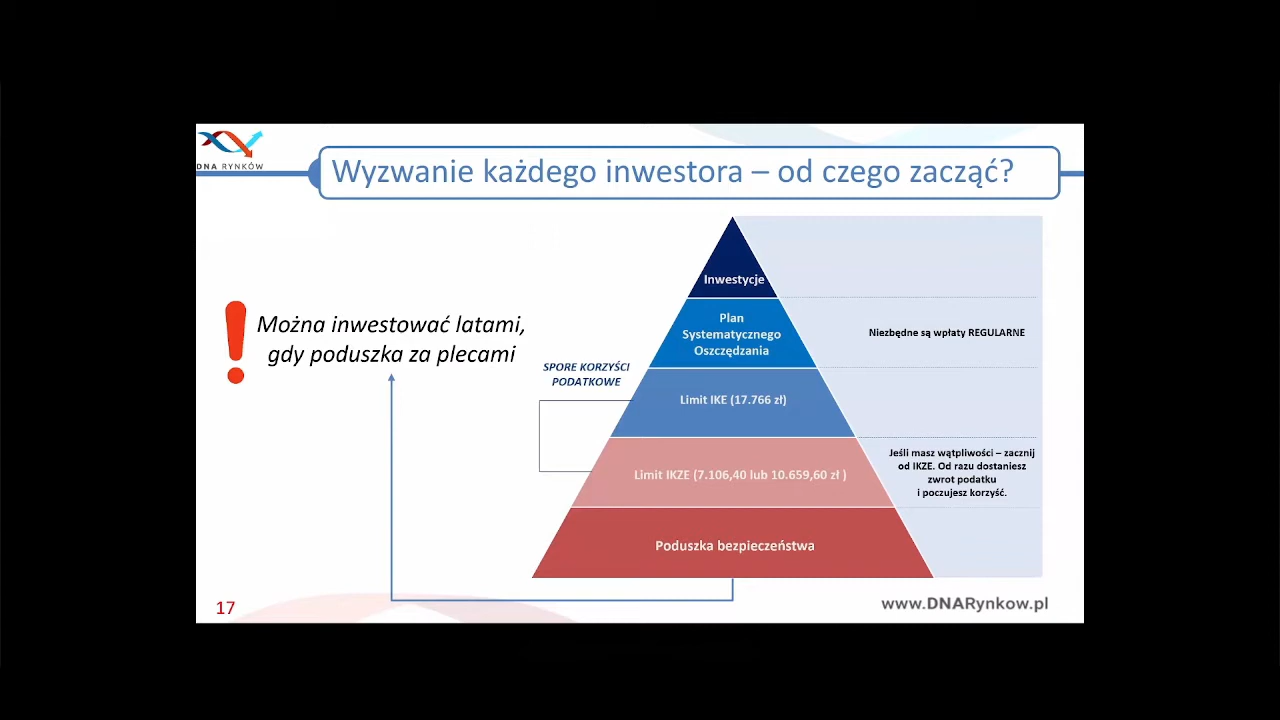 DNA RYNKÓW
Wyzwanie każdego inwestora – od czego zacząć?
Można inwestować latami,
gdy poduszka za plecami
SPORE KORZYŚCI
PODATKOWE
Inwestycje
Plan
Systematycznego
Oszczędzania
Niezbędne są wpłaty REGULARNE
Limit IKE (17.766 zł)
Limit IKZE (7.106,40 lub 10.659,60 zł )
Jeśli masz wątpliwości – zacznij
od IKZE. Od razu dostaniesz
zwrot podatku
i poczujesz korzyść.
Poduszka bezpieczeństwa
17
www.DNARynkow.pl